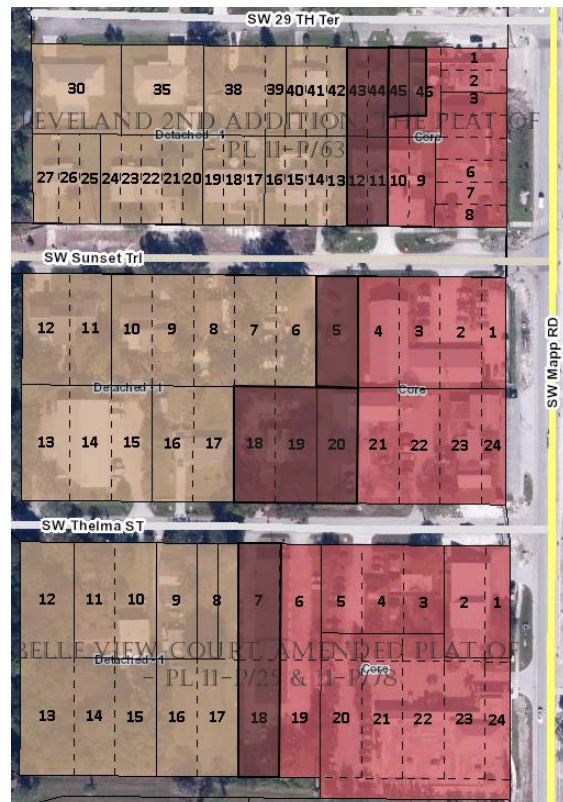 SW 29 TH Ter
30 35 38 39 40 41 42 43 44 45 46 1
2
3
LEVELAND 2ND ADDITION, THE PLAT OF
Detached - 1 Core
- PL 11-P/63
27 26 25 24 23 22 21 20 19 18 17 16 15 14 13 12 11 10 9 6
7
8
SW Sunset Trl
12 11 10 9 8 7 6 5 4 3 2 1
Detached - 1 Core
13 14 15 16 17 18 19 20 21 22 23 24
SW Mapp RD
SW Thelma ST
12 11 10 9 8 7 6 5 4 3 2 1
BELLE VIEW COURT, AMENDED PLAT OF
Detached - 1 Core
- PL 11-P/25 & 11-P/78
13 14 15 16 17 18 19 20 21 22 23 24